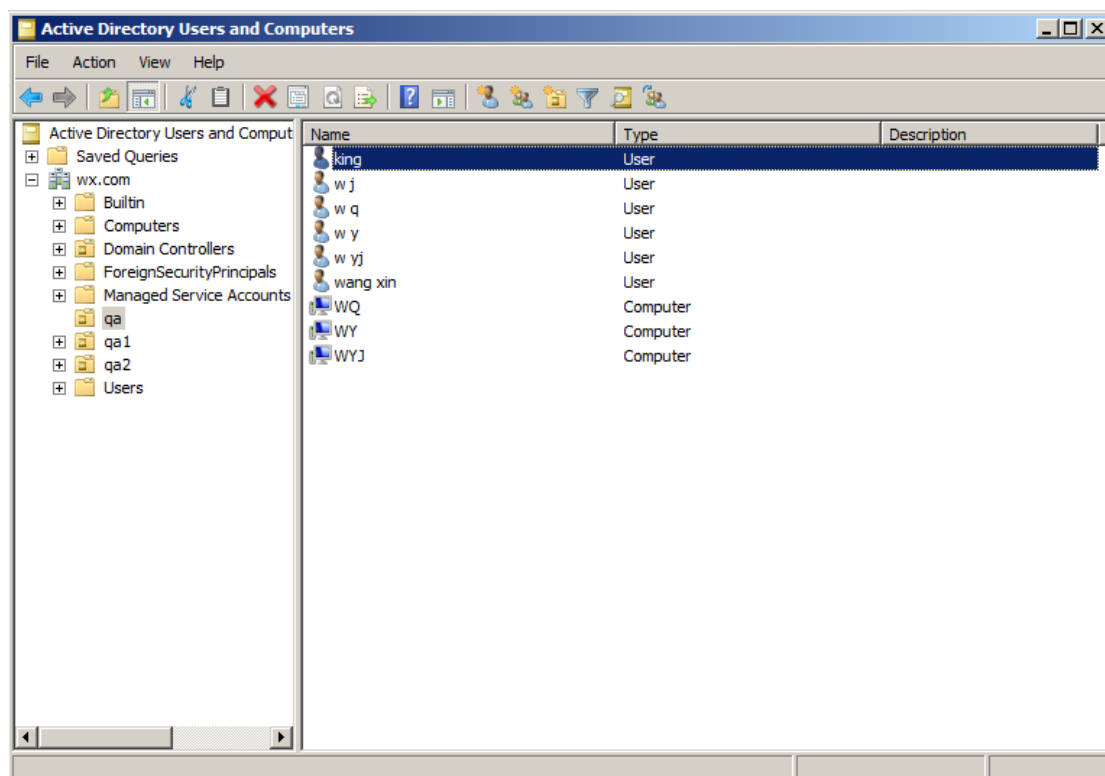 Active Directory Users and Computers
File Action View Help
Active Directory Users and Comput
Saved Queries
wx.com
Builtin
Computers
Domain Controllers
ForeignSecurityPrincipals
Managed Service Accounts
qa
qa1
qa2
Users
Name Type Description
king User
w j User
w q User
w y User
w yj User
wang xin User
WQ Computer
WY Computer
WYJ Computer